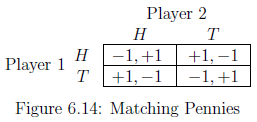 Player 2
H T
Player 1 H −1, +1 +1, −1
T +1, −1 −1, +1
Figure 6.14: Matching Pennies